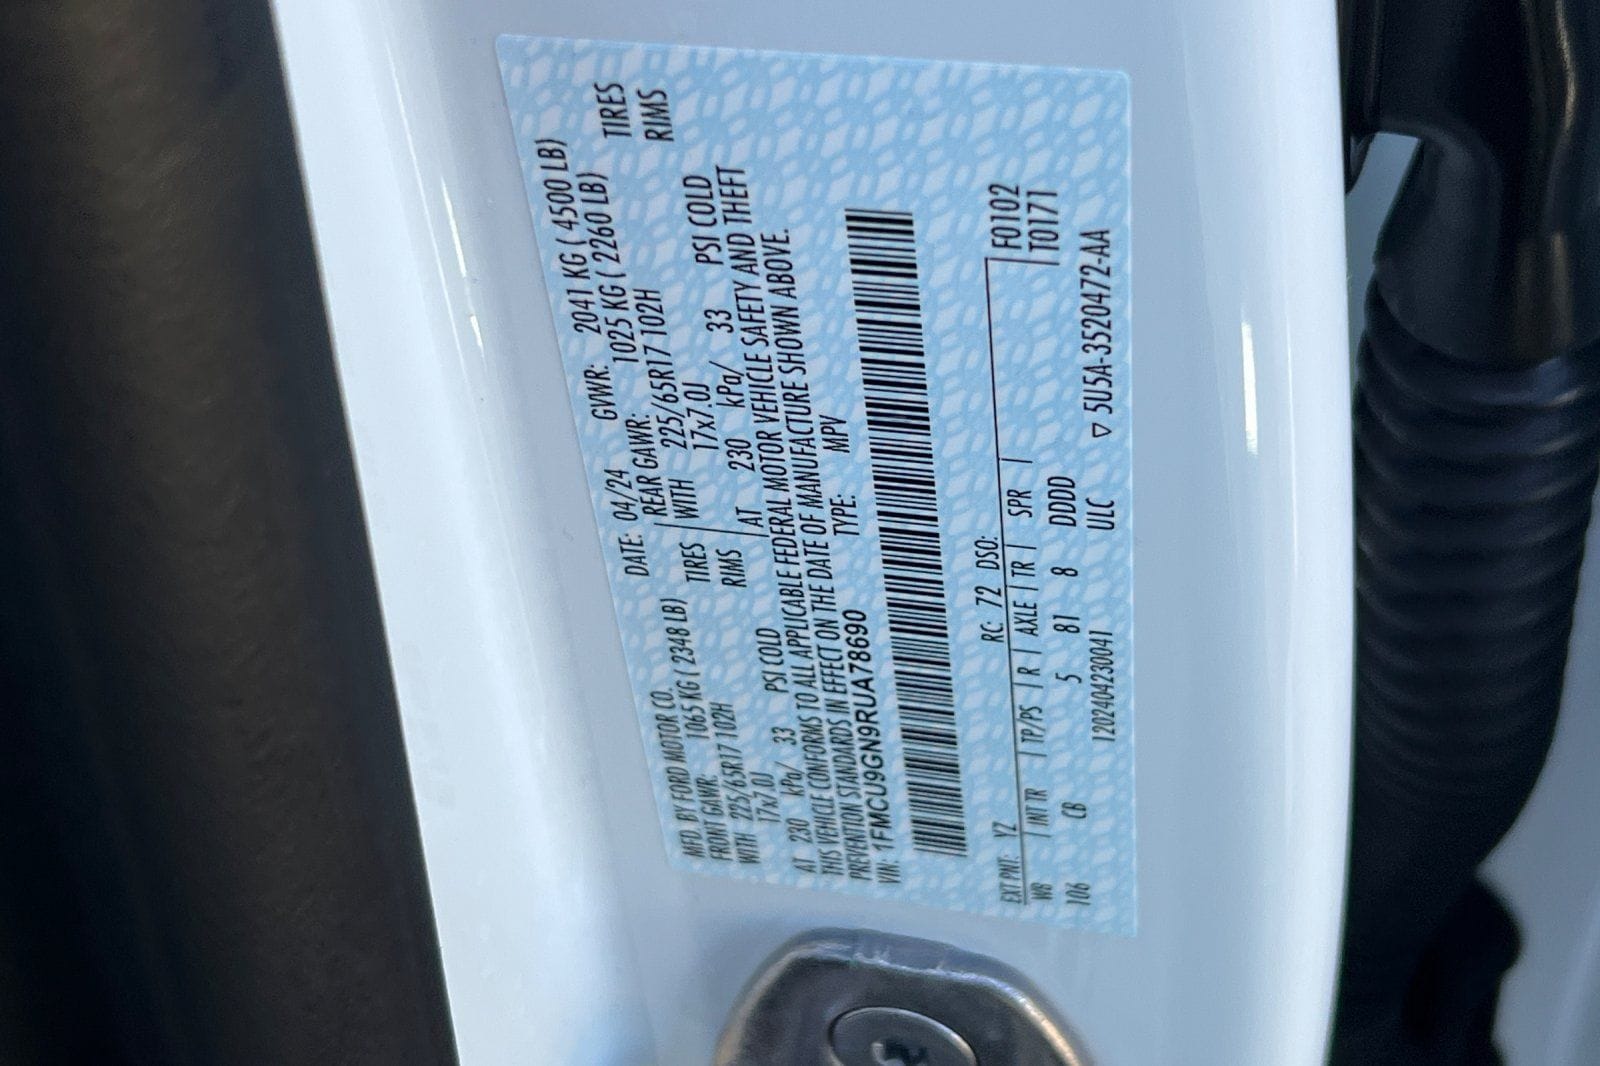 MFD. BY FORD MOTOR CO. DATE: 04/24 GVWR: 2041 KG ( 4500 LB)
FRONT GAWR: 1065 KG ( 2348 LB) REAR GAWR: 1025 KG ( 2260 LB)
WITH 225/65R17 102H TIRES WITH 225/65R17 102H TIRES
17x7.0J RIMS 17x7.0J RIMS
AT 230 kPa/ 33 PSI COLD AT 230 kPa/ 33 PSI COLD
THIS VEHICLE CONFORMS TO ALL APPLICABLE FEDERAL MOTOR VEHICLE SAFETY AND THEFT
PREVENTION STANDARDS IN EFFECT ON THE DATE OF MANUFACTURE SHOWN ABOVE.
VIN: 1FMCU9GN9RUA78690 TYPE: MPV
EXT PNT: YZ RC: 72 DSO: F0102
WB | INT TR | TP/PS | R | AXLE | TR | SPR | T0171
106 CB 5 81 8 DDDD
1202404230041 ULC ▽ 5U5A-3520472-AA